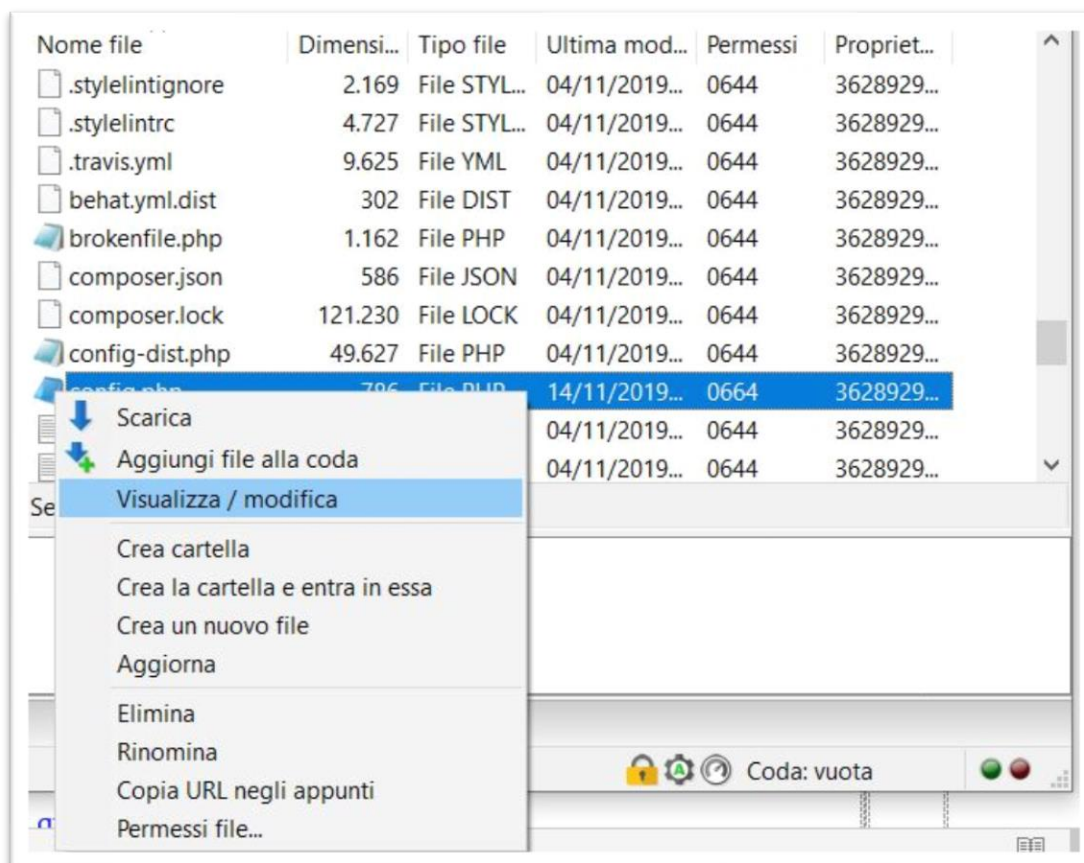 Nome file Dimensi... Tipo file Ultima mod... Permessi Propriet...
.stylelintignore 2.169 File STYL... 04/11/2019... 0644 3628929...
.stylelintrc 4.727 File STYL... 04/11/2019... 0644 3628929...
.travis.yml 9.625 File YML 04/11/2019... 0644 3628929...
behat.yml.dist 302 File DIST 04/11/2019... 0644 3628929...
brokenfile.php 1.162 File PHP 04/11/2019... 0644 3628929...
composer.json 586 File JSON 04/11/2019... 0644 3628929...
composer.lock 121.230 File LOCK 04/11/2019... 0644 3628929...
config-dist.php 49.627 File PHP 04/11/2019... 0644 3628929...
config.php 796 File PHP 14/11/2019... 0664 3628929...
04/11/2019... 0644 3628929...
04/11/2019... 0644 3628929...
Se
Scarica
Aggiungi file alla coda
Visualizza / modifica
Crea cartella
Crea la cartella e entra in essa
Crea un nuovo file
Aggiorna
Elimina
Rinomina
Copia URL negli appunti
Permessi file...
Coda: vuota